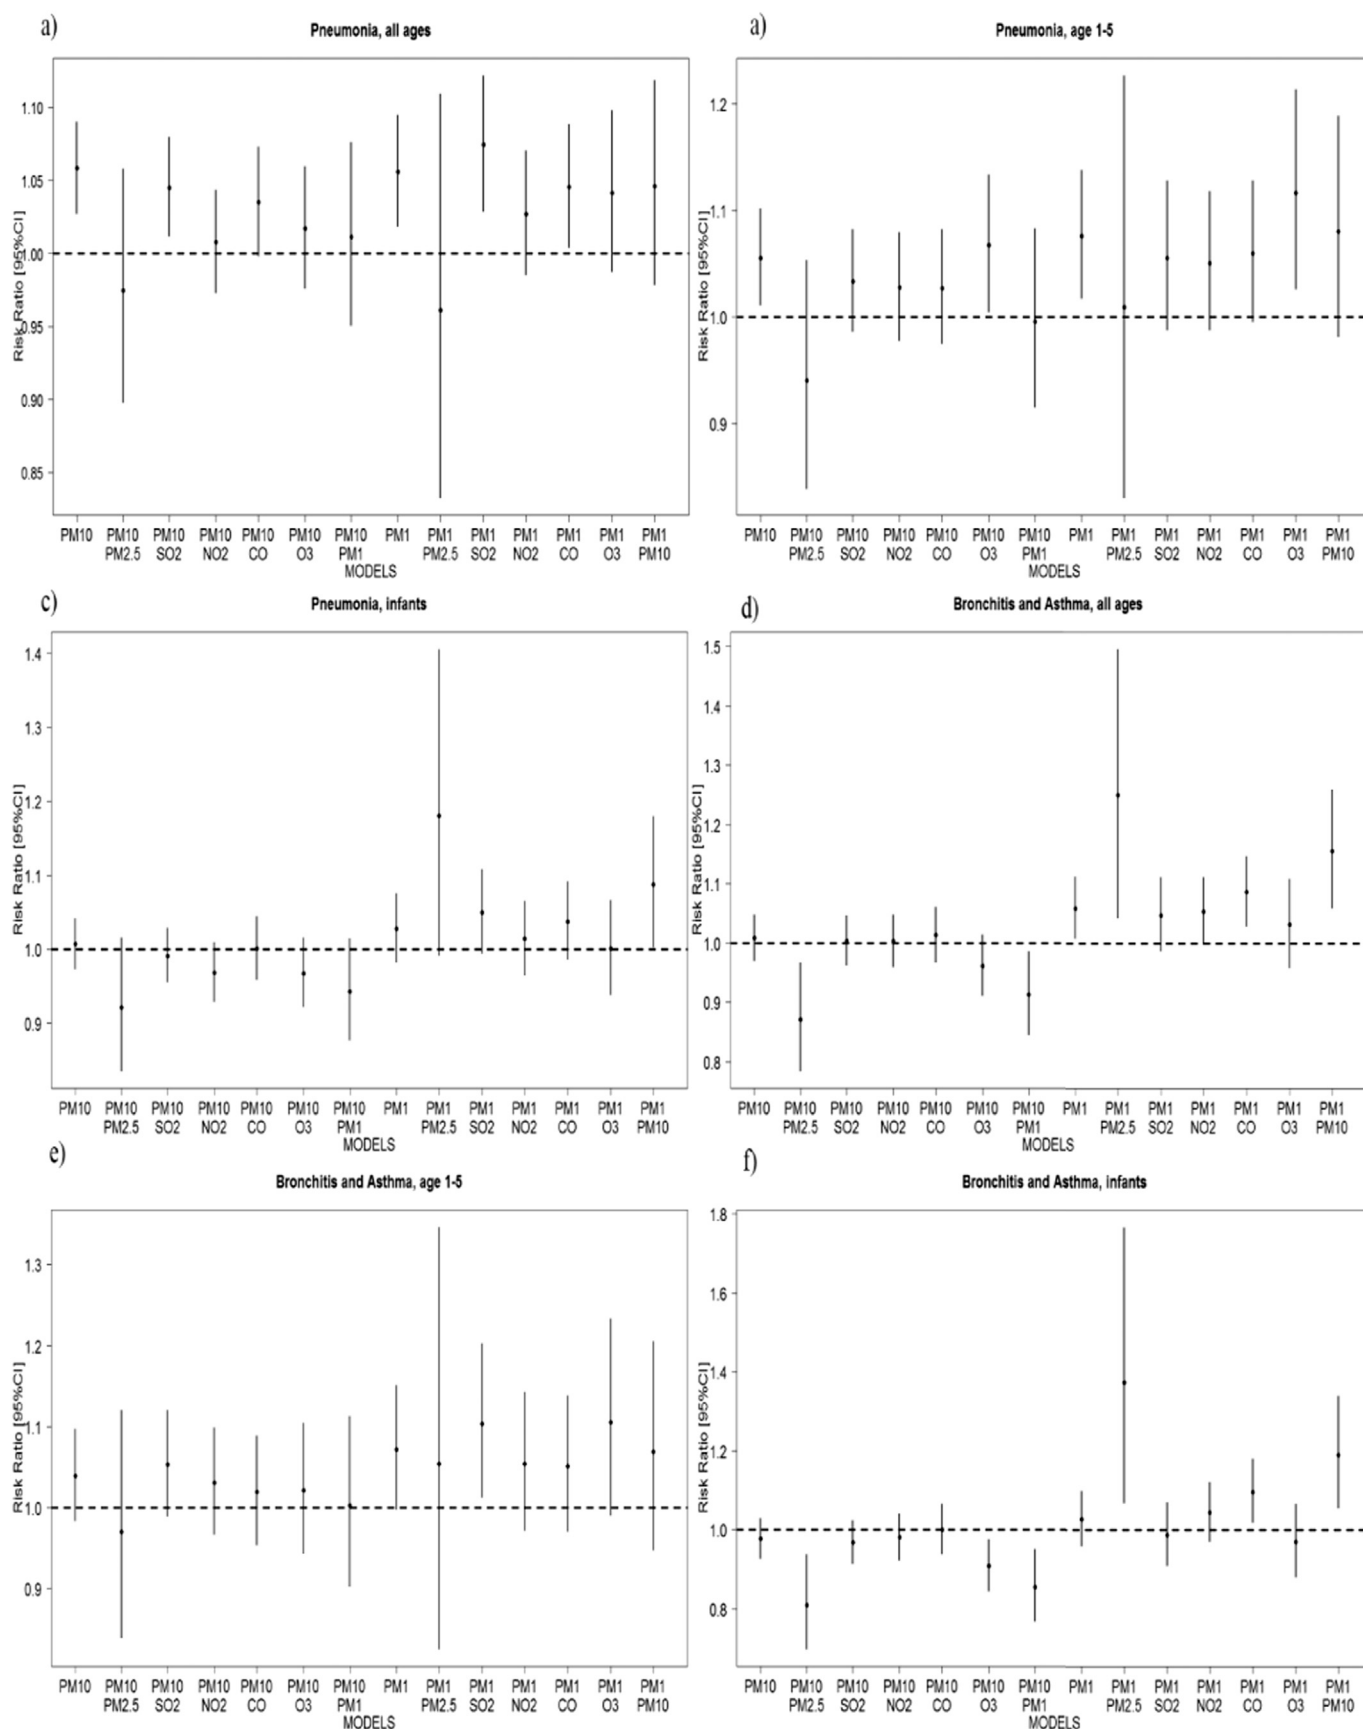 a)
Pneumonia, all ages
Risk Ratio [95%CI]
1.10
1.05
1.00
0.95
0.90
0.85
PM10 PM10 PM10 PM10 PM10 PM10 PM10 PM1 PM1 PM1 PM1 PM1 PM1 PM1
PM2.5 SO2 NO2 CO O3 PM1 PM2.5 SO2 NO2 CO O3 PM10
MODELS
a)
Pneumonia, age 1-5
Risk Ratio [95%CI]
1.2
1.1
1.0
0.9
PM10 PM10 PM10 PM10 PM10 PM10 PM10 PM1 PM1 PM1 PM1 PM1 PM1 PM1
PM2.5 SO2 NO2 CO O3 PM1 PM2.5 SO2 NO2 CO O3 PM10
MODELS
c)
Pneumonia, infants
Risk Ratio [95%CI]
1.4
1.3
1.2
1.1
1.0
0.9
PM10 PM10 PM10 PM10 PM10 PM10 PM10 PM1 PM1 PM1 PM1 PM1 PM1 PM1
PM2.5 SO2 NO2 CO O3 PM1 PM2.5 SO2 NO2 CO O3 PM10
MODELS
d)
Bronchitis and Asthma, all ages
Risk Ratio [95%CI]
1.5
1.4
1.3
1.2
1.1
1.0
0.9
0.8
PM10 PM10 PM10 PM10 PM10 PM10 PM10 PM1 PM1 PM1 PM1 PM1 PM1 PM1
PM2.5 SO2 NO2 CO O3 PM1 PM2.5 SO2 NO2 CO O3 PM10
MODELS
e)
Bronchitis and Asthma, age 1-5
Risk Ratio [95%CI]
1.3
1.2
1.1
1.0
0.9
PM10 PM10 PM10 PM10 PM10 PM10 PM10 PM1 PM1 PM1 PM1 PM1 PM1 PM1
PM2.5 SO2 NO2 CO O3 PM1 PM2.5 SO2 NO2 CO O3 PM10
MODELS
f)
Bronchitis and Asthma, infants
Risk Ratio [95%CI]
1.8
1.6
1.4
1.2
1.0
0.8
PM10 PM10 PM10 PM10 PM10 PM10 PM10 PM1 PM1 PM1 PM1 PM1 PM1 PM1
PM2.5 SO2 NO2 CO O3 PM1 PM2.5 SO2 NO2 CO O3 PM10
MODELS